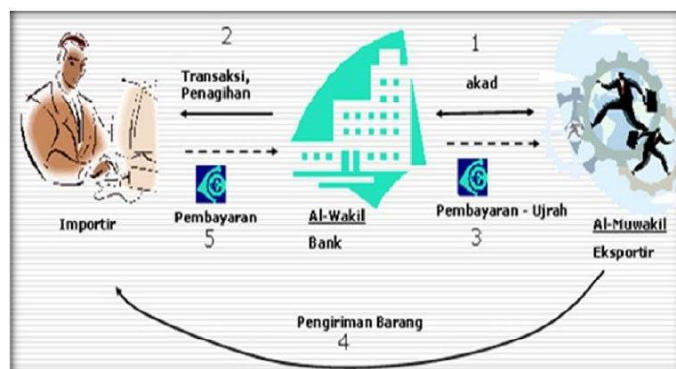 2
1
Transaksi,
Penagihan
akad
Importir
Pembayaran
5
Al-Wakil
Bank
Pembayaran - Ujrah
3
Al-Muwakil
Eksportir
Pengiriman Barang
4